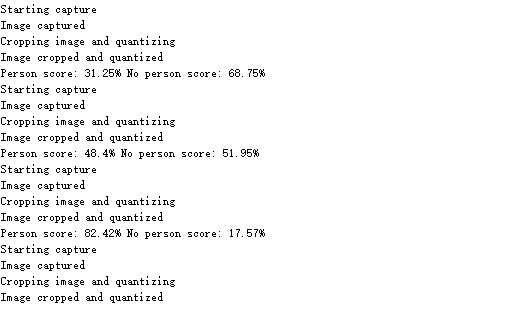 Starting capture
Image captured
Cropping image and quantizing
Image cropped and quantized
Person score: 31.25% No person score: 68.75%
Starting capture
Image captured
Cropping image and quantizing
Image cropped and quantized
Person score: 48.4% No person score: 51.95%
Starting capture
Image captured
Cropping image and quantizing
Image cropped and quantized
Person score: 82.42% No person score: 17.57%
Starting capture
Image captured
Cropping image and quantizing
Image cropped and quantized